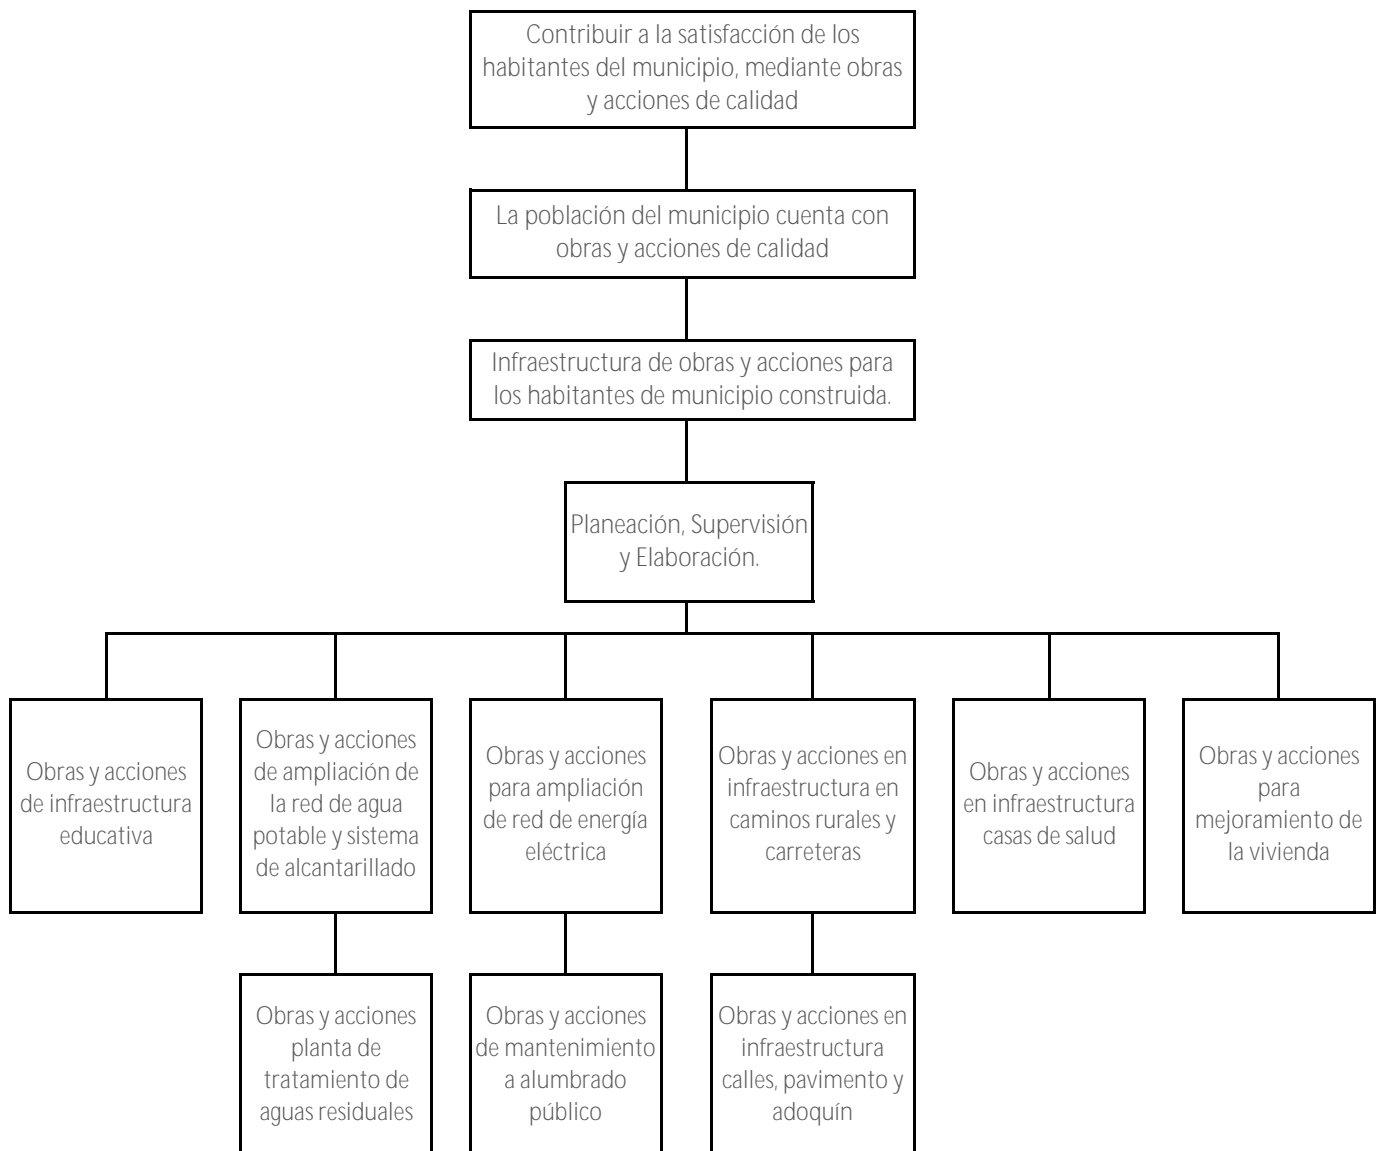 Contribuir a la satisfacción de los
habitantes del municipio, mediante obras
y acciones de calidad
La población del municipio cuenta con
obras y acciones de calidad
Infraestructura de obras y acciones para
los habitantes de municipio construida.
Planeación, Supervisión
y Elaboración.
Obras y acciones
de infraestructura
educativa
Obras y acciones
de ampliación de
la red de agua
potable y sistema
de alcantarillado
Obras y acciones
para ampliación
de red de energía
eléctrica
Obras y acciones en
infraestructura en
caminos rurales y
carreteras
Obras y acciones
en infraestructura
casas de salud
Obras y acciones
para
mejoramiento de
la vivienda
Obras y acciones
planta de
tratamiento de
aguas residuales
Obras y acciones
de mantenimiento
a alumbrado
público
Obras y acciones en
infraestructura
calles, pavimento y
adoquín